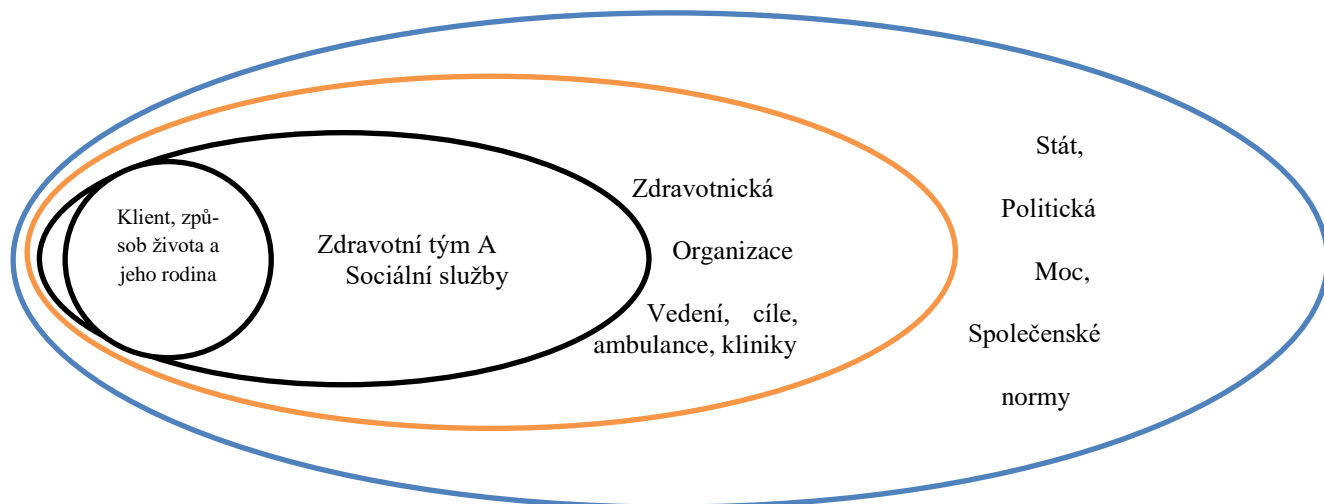 Klient, způ-
sob života a
jeho rodina
Zdravotní tým A
Sociální služby
Zdravotnická
Organizace
Vedení, cíle,
ambulance, kliniky
Stát,
Politická
Moc,
Společenské
normy